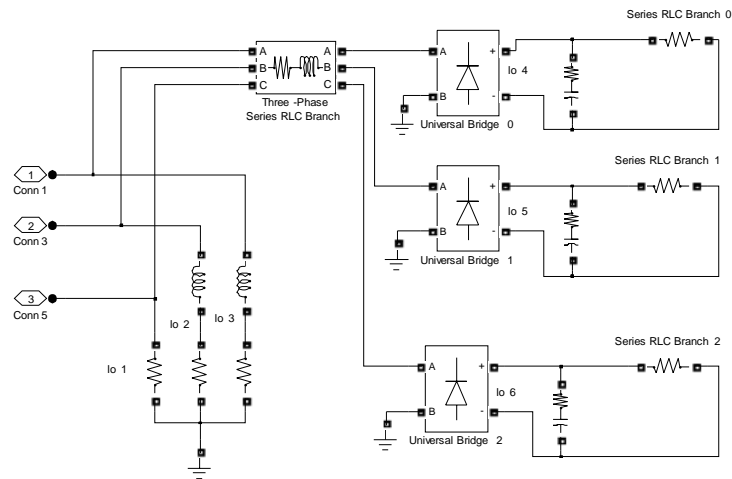 Series RLC Branch 0
A A
B B
C C
Three -Phase
Series RLC Branch
A +
B -
Io 4
Universal Bridge 0
1
Conn 1
2
Conn 3
3
Conn 5
Series RLC Branch 1
A +
B -
Io 5
Universal Bridge 1
Io 1
Io 2
Io 3
Series RLC Branch 2
A +
B -
Io 6
Universal Bridge 2